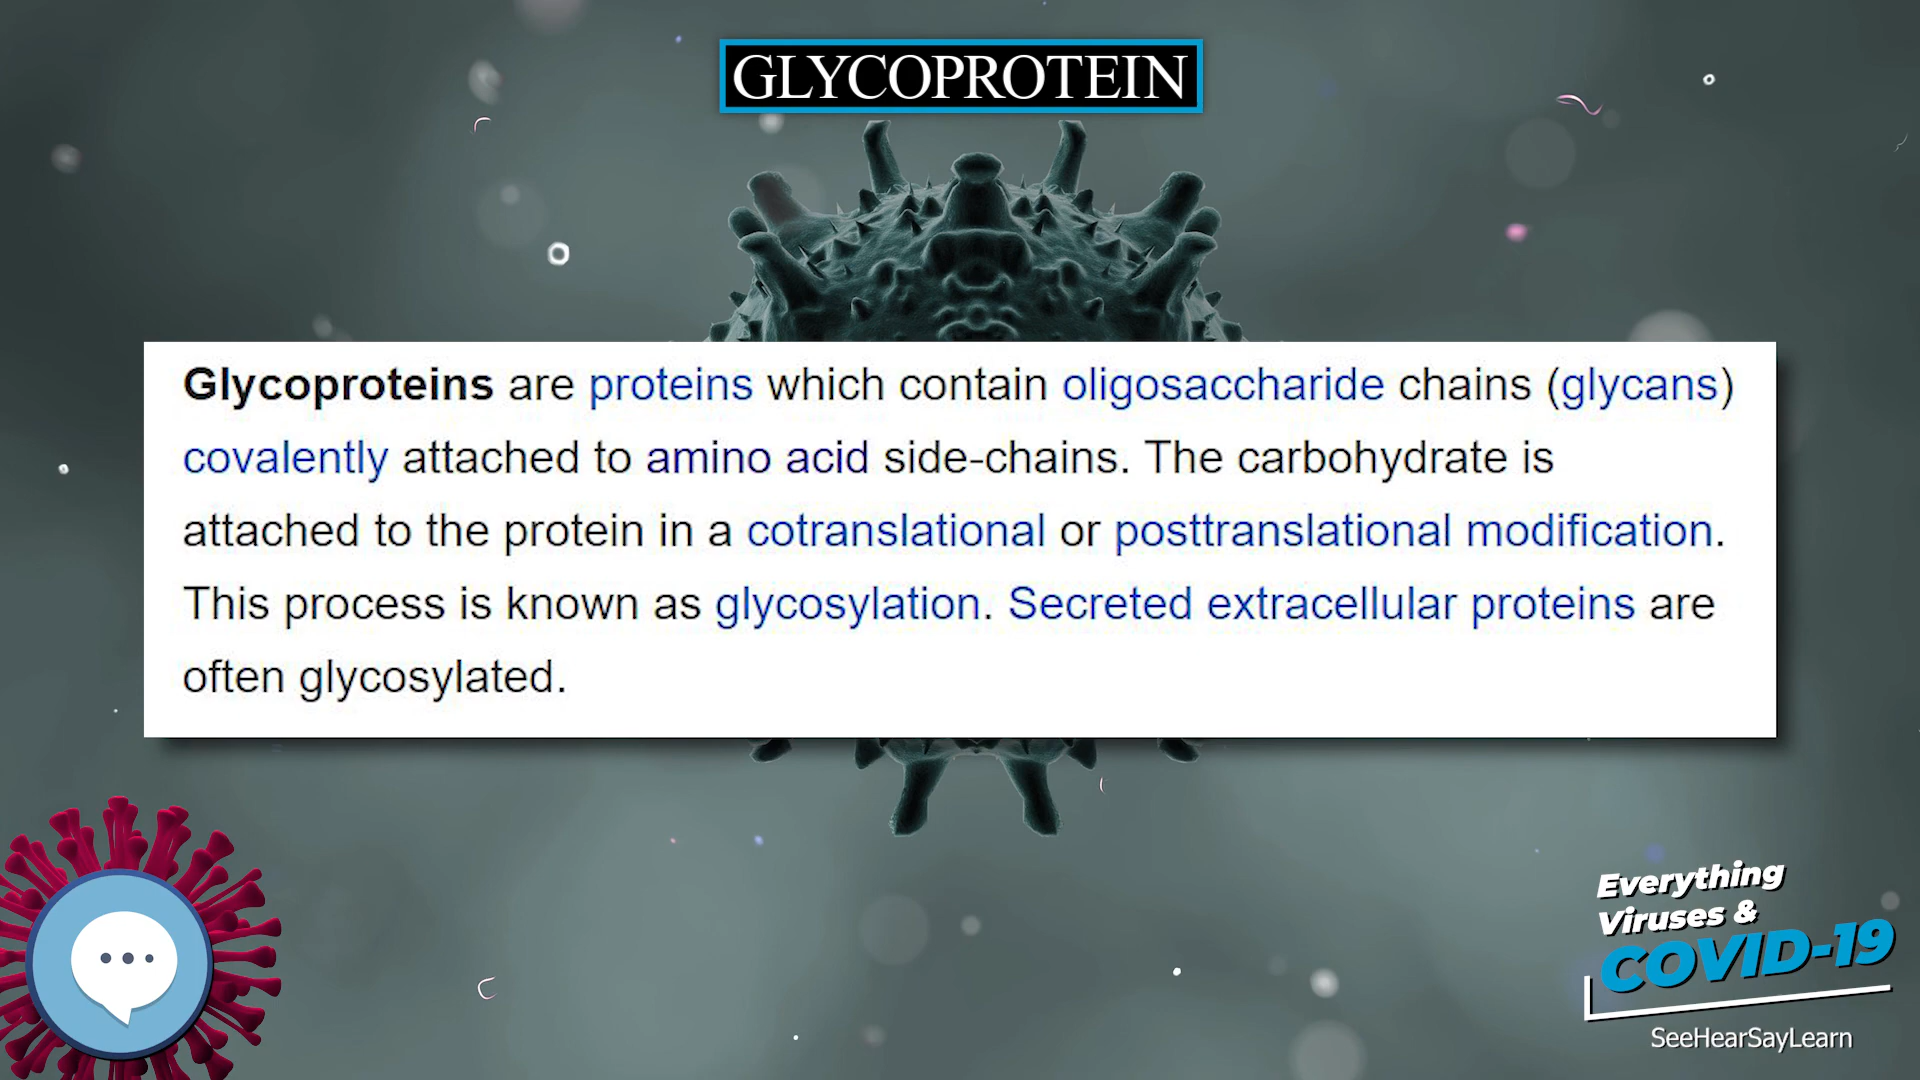 GLYCOPROTEIN
Glycoproteins are proteins which contain oligosaccharide chains (glycans)
covalently attached to amino acid side-chains. The carbohydrate is
attached to the protein in a cotranslational or posttranslational modification.
This process is known as glycosylation. Secreted extracellular proteins are
often glycosylated.
Everything
Viruses &
COVID-19
SeeHearSayLearn